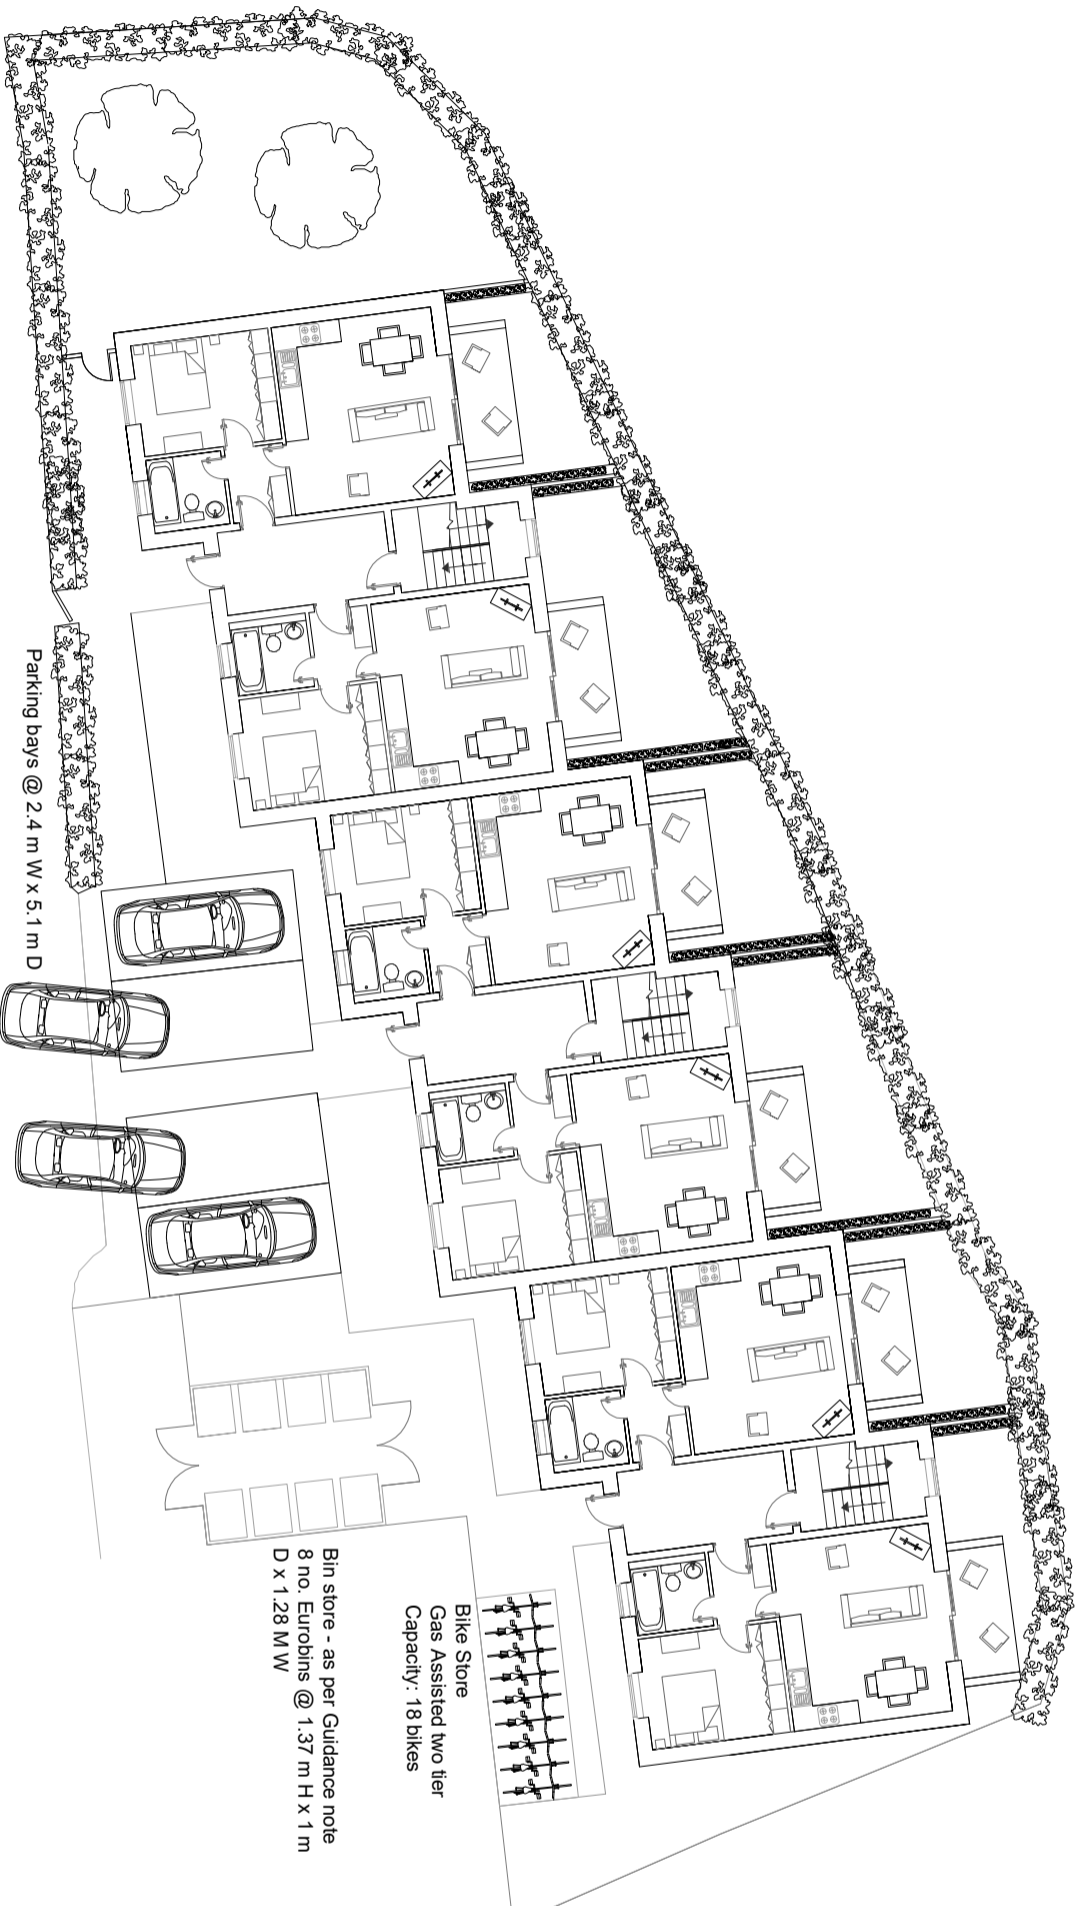 Parking bays @ 2.4 m W x 5.1 m D
Bike Store
Gas Assisted two tier
Capacity: 18 bikes
Bin store - as per Guidance note
8 no. Eurobins @ 1.37 m H x 1 m
D x 1.28 M W